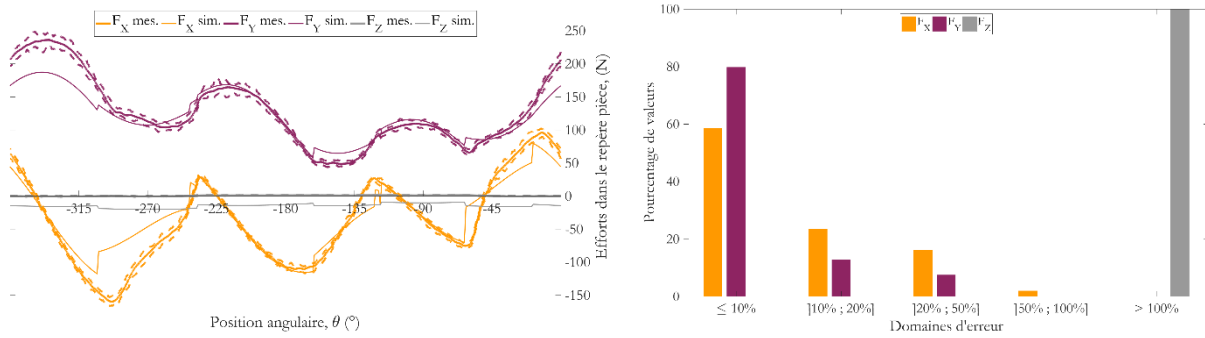 F_X mes. F_X sim. F_Y mes. F_Y sim. F_Z mes. F_Z sim.
250
200
150
100
50
0
-50
-100
-150
Efforts dans le repère pièce, (N)
-315 -270 -225 -180 -135 -90 -45
Position angulaire, θ (°)
F_X F_Y F_Z
100
80
60
40
20
0
Pourcentage de valeurs
≤ 10% ]10% ; 20%] ]20% ; 50%] ]50% ; 100%] > 100%
Domaines d'erreur